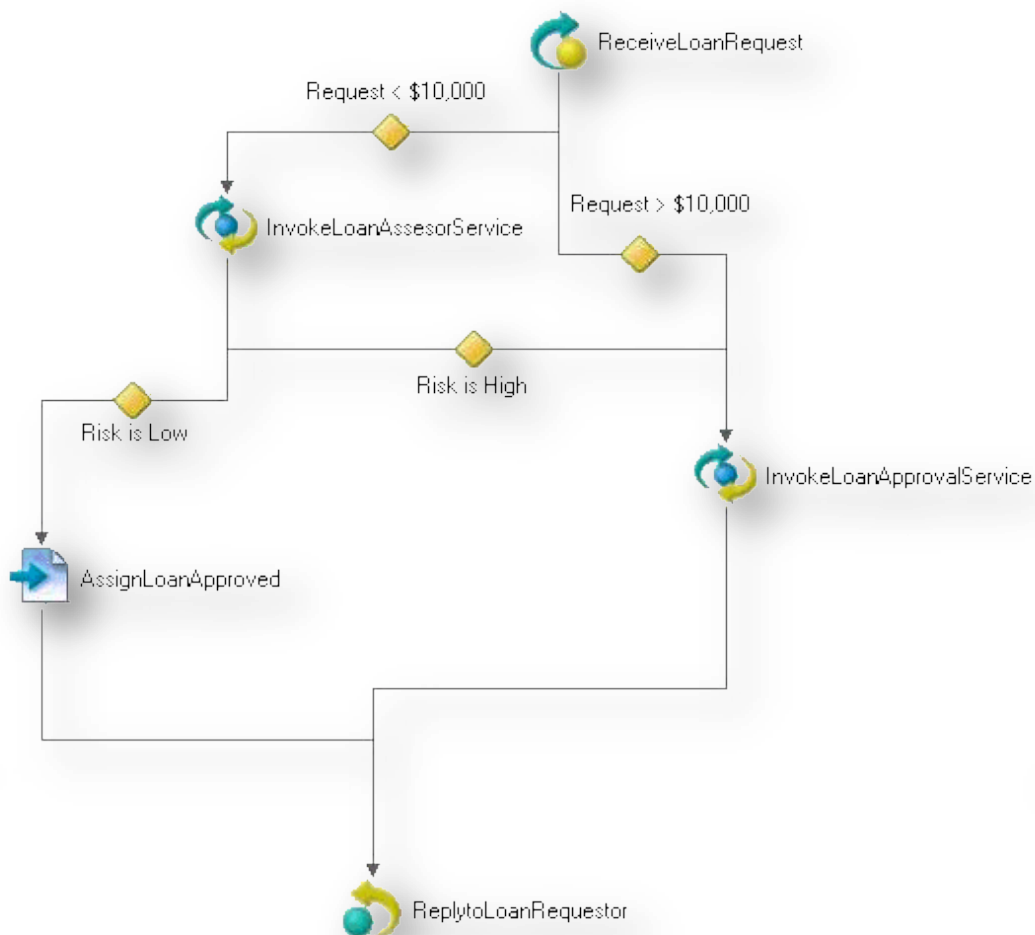 ReceiveLoanRequest
Request < $10,000
Request > $10,000
InvokeLoanAssesorService
Risk is High
Risk is Low
InvokeLoanApprovalService
AssignLoanApproved
ReplytoLoanRequestor